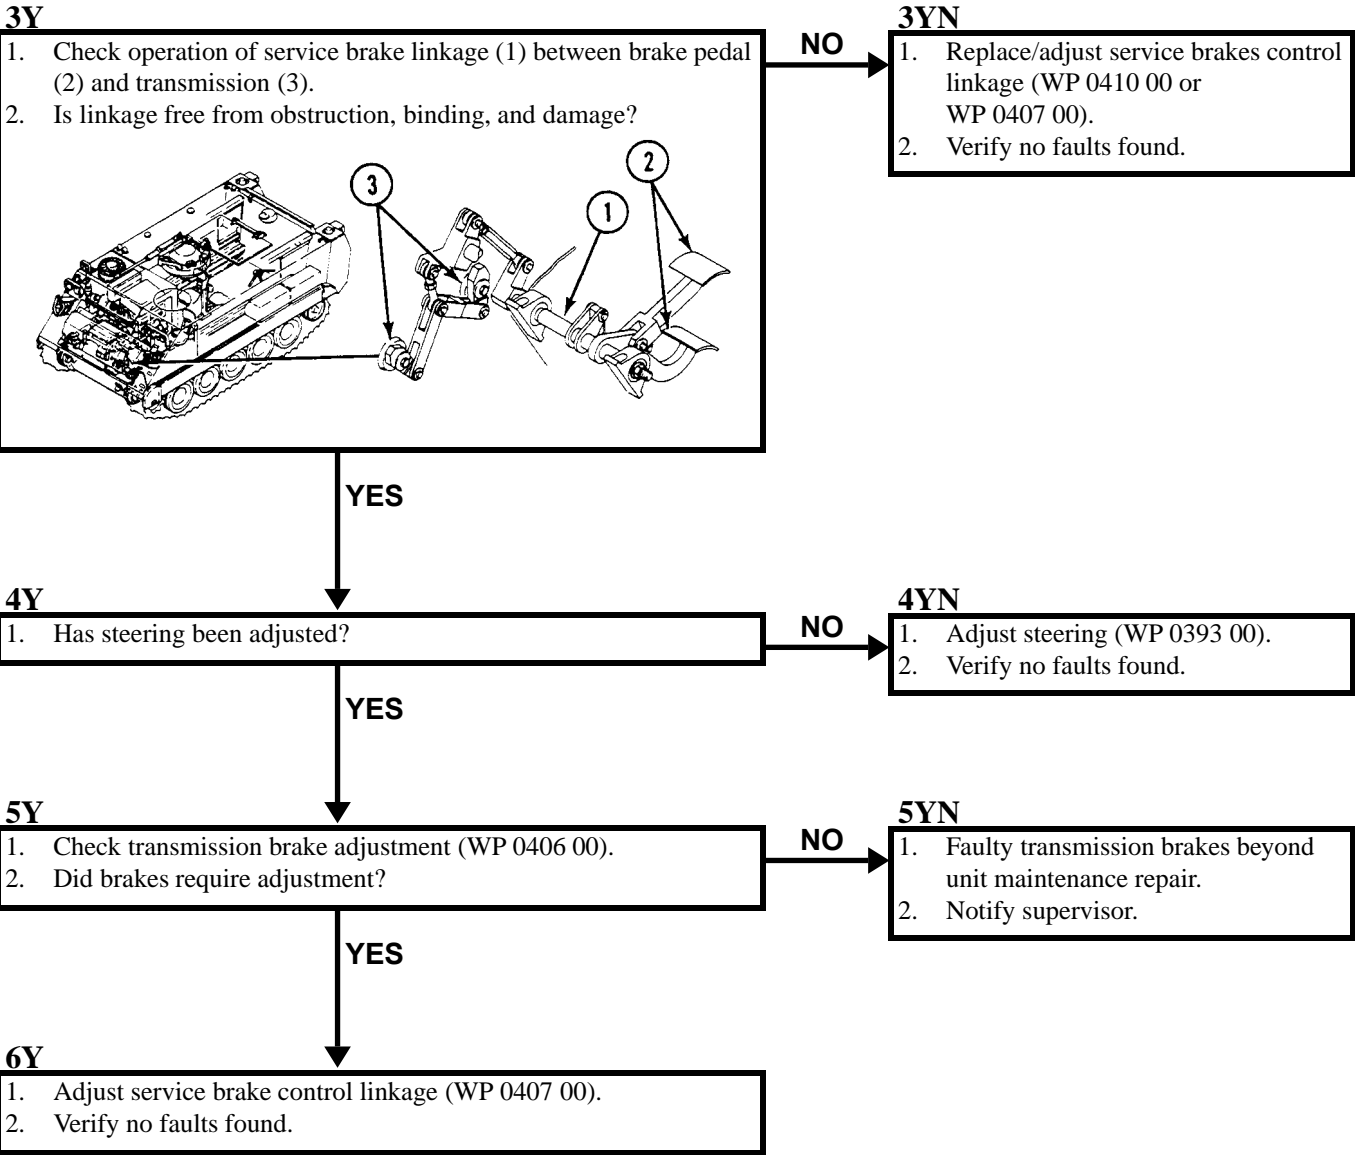 3Y
1. Check operation of service brake linkage (1) between brake pedal
(2) and transmission (3).
2. Is linkage free from obstruction, binding, and damage?
3
2
1
NO
3YN
1. Replace/adjust service brakes control
linkage (WP 0410 00 or
WP 0407 00).
2. Verify no faults found.
YES
4Y
1. Has steering been adjusted?
NO
4YN
1. Adjust steering (WP 0393 00).
2. Verify no faults found.
YES
5Y
1. Check transmission brake adjustment (WP 0406 00).
2. Did brakes require adjustment?
NO
5YN
1. Faulty transmission brakes beyond
unit maintenance repair.
2. Notify supervisor.
YES
6Y
1. Adjust service brake control linkage (WP 0407 00).
2. Verify no faults found.